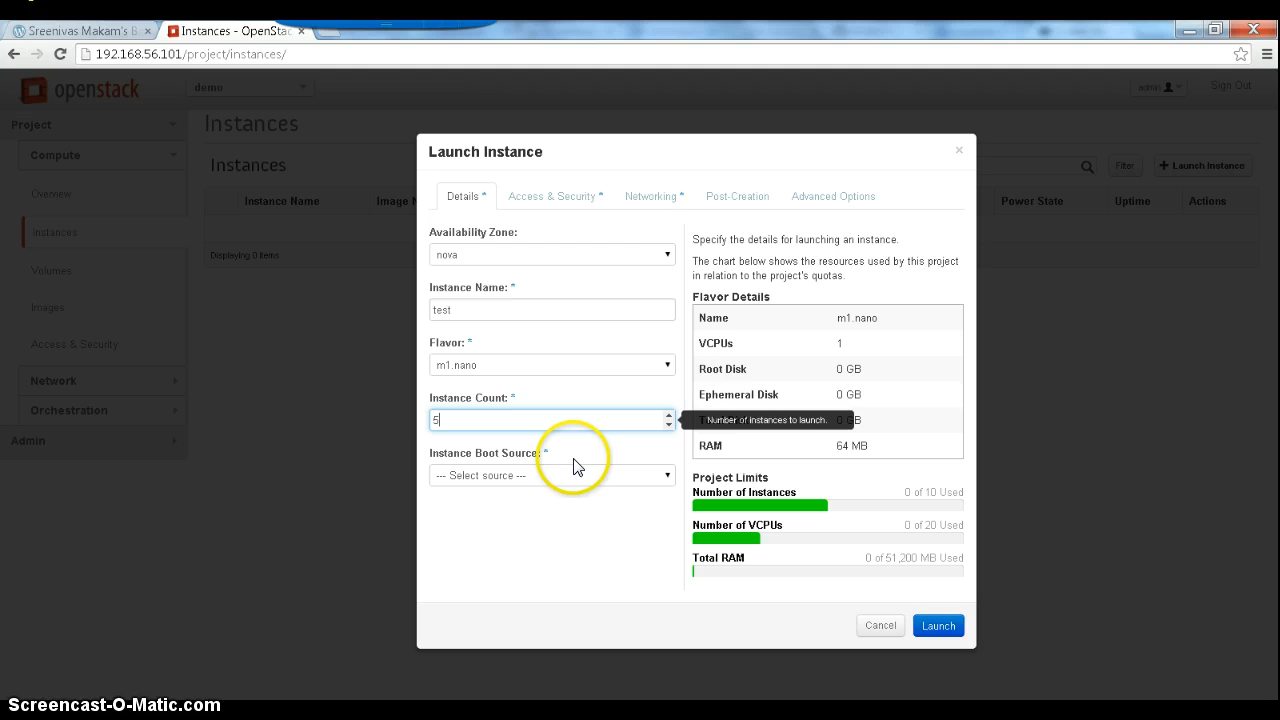 Sreenivas Makam's B
Instances - OpenSta
192.168.56.101/project/instances/
openstack
demo
admin
Sign Out
Project
Compute
Overview
Instances
Volumes
Images
Access & Security
Network
Orchestration
Admin
Instances
Instances
Filter
+ Launch Instance
Instance Name
Image N
Power State
Uptime
Actions
Displaying 0 items
Launch Instance
×
Details *
Access & Security *
Networking *
Post-Creation
Advanced Options
Availability Zone:
nova
Instance Name: *
test
Flavor: *
m1.nano
Instance Count: *
5
Number of instances to launch.
Instance Boot Source: *
--- Select source ---
Specify the details for launching an instance.
The chart below shows the resources used by this project
in relation to the project's quotas.
Flavor Details
Name m1.nano
VCPUs 1
Root Disk 0 GB
Ephemeral Disk 0 GB
GB
RAM 64 MB
Project Limits
Number of Instances 0 of 10 Used
Number of VCPUs 0 of 20 Used
Total RAM 0 of 51,200 MB Used
Cancel
Launch
Screencast-O-Matic.com